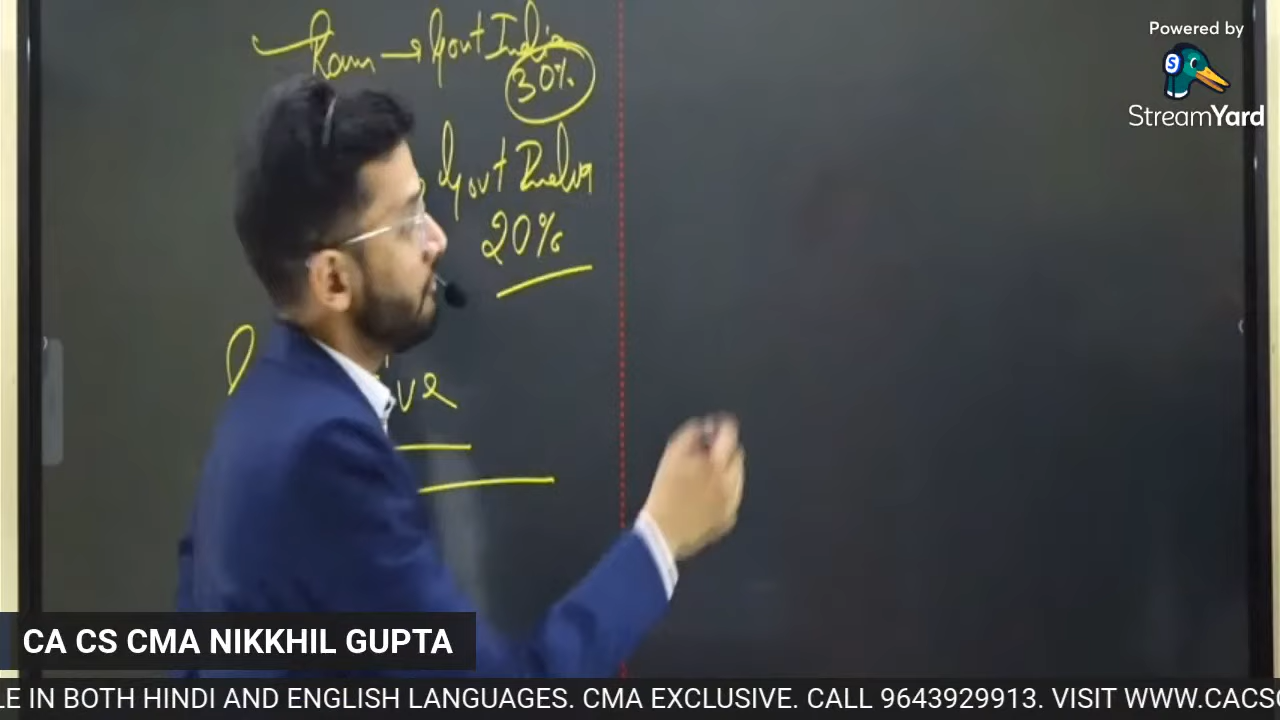 Ram → Govt India
30%
Govt India
20%
Powered by
StreamYard
CA CS CMA NIKKHIL GUPTA
LE IN BOTH HINDI AND ENGLISH LANGUAGES. CMA EXCLUSIVE. CALL 9643929913. VISIT WWW.CACS